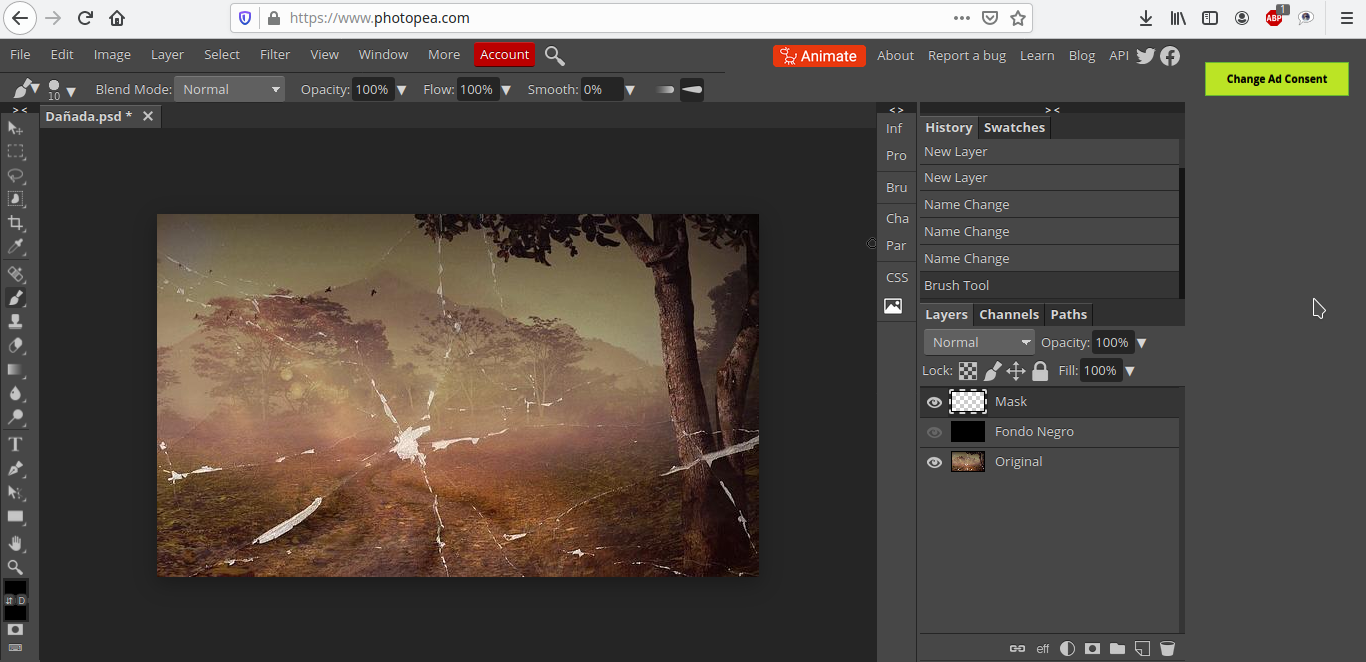 https://www.photopea.com
1
ABP
File Edit Image Layer Select Filter View Window More Account
Animate About Report a bug Learn Blog API
Change Ad Consent
10 Blend Mode: Normal Opacity: 100% Flow: 100% Smooth: 0%
> < < > > <
Dañada.psd *
Inf
Pro
Bru
Cha
Par
CSS
History Swatches
New Layer
New Layer
Name Change
Name Change
Name Change
Brush Tool
Layers Channels Paths
Normal Opacity: 100%
Lock: Fill: 100%
Mask
Fondo Negro
Original
T
D
eff